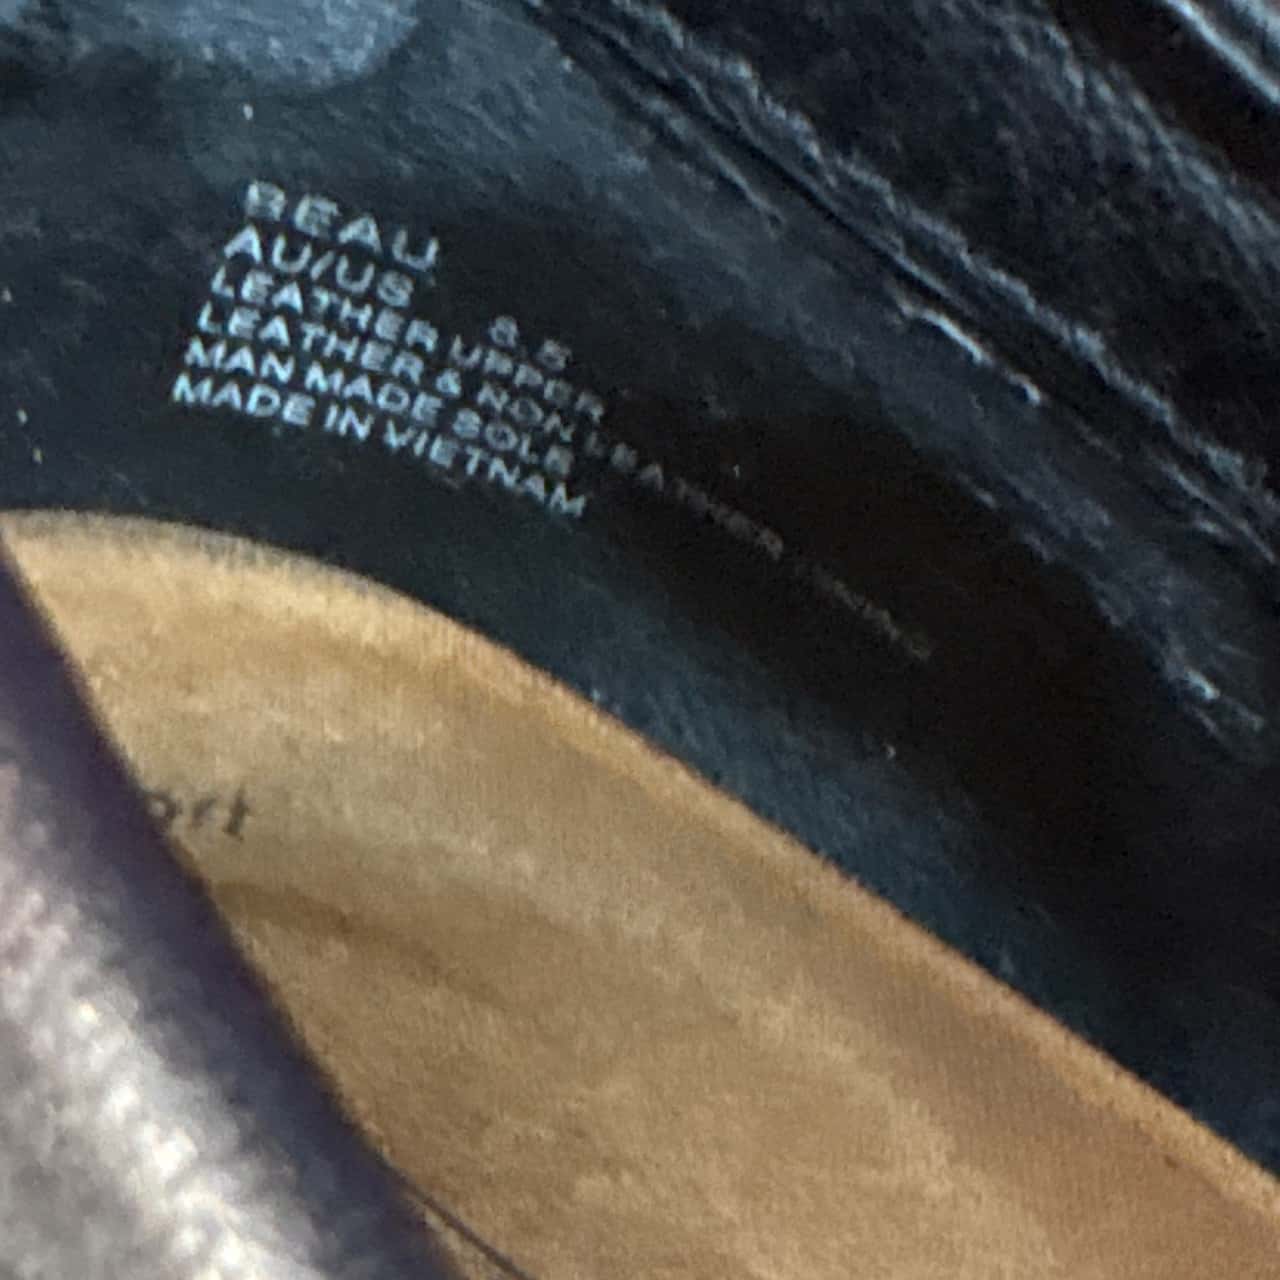 BEAU
AU/US 8.5
LEATHER UPPER
LEATHER & NON LEATHER LINING
MAN MADE SOLE
MADE IN VIETNAM